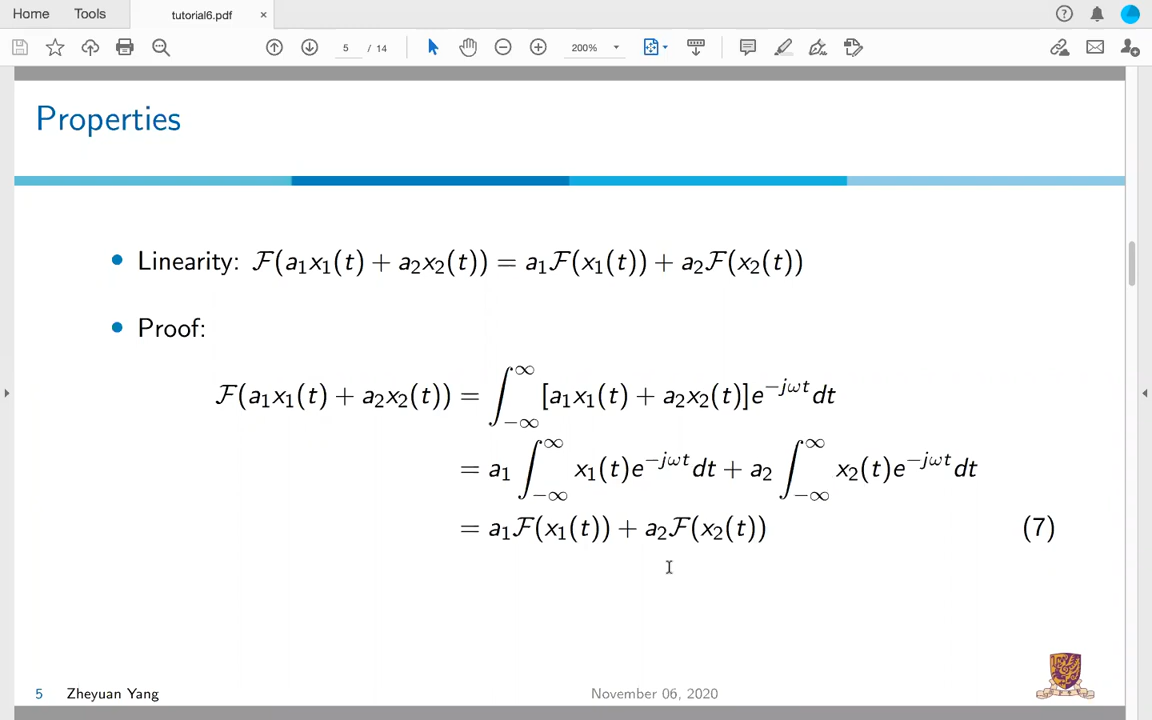 Home Tools tutorial6.pdf ×
5 / 14 200%
Properties
• Linearity: ℱ(a₁x₁(t) + a₂x₂(t)) = a₁ℱ(x₁(t)) + a₂ℱ(x₂(t))
• Proof:
ℱ(a₁x₁(t) + a₂x₂(t)) = ∫_{-∞}^{∞} [a₁x₁(t) + a₂x₂(t)]e^{-jωt}dt
= a₁ ∫_{-∞}^{∞} x₁(t)e^{-jωt}dt + a₂ ∫_{-∞}^{∞} x₂(t)e^{-jωt}dt
= a₁ℱ(x₁(t)) + a₂ℱ(x₂(t)) (7)
5 Zheyuan Yang November 06, 2020